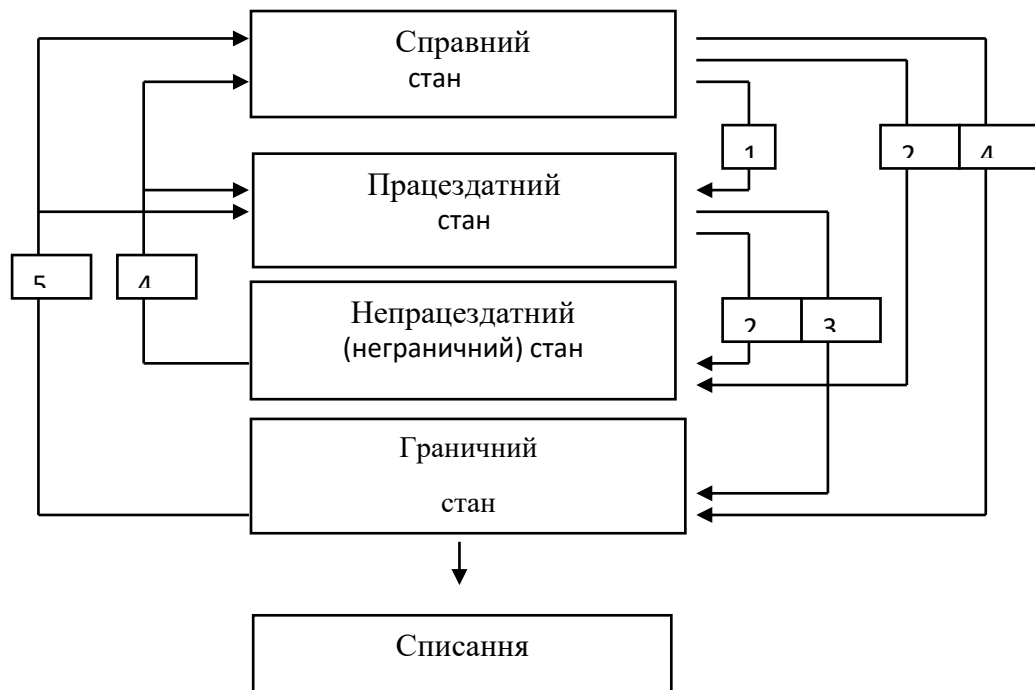 Справний
стан
1
2
4
Працездатний
стан
5
4
Непрацездатний
(неграничний) стан
2
3
Граничний
стан
Списання